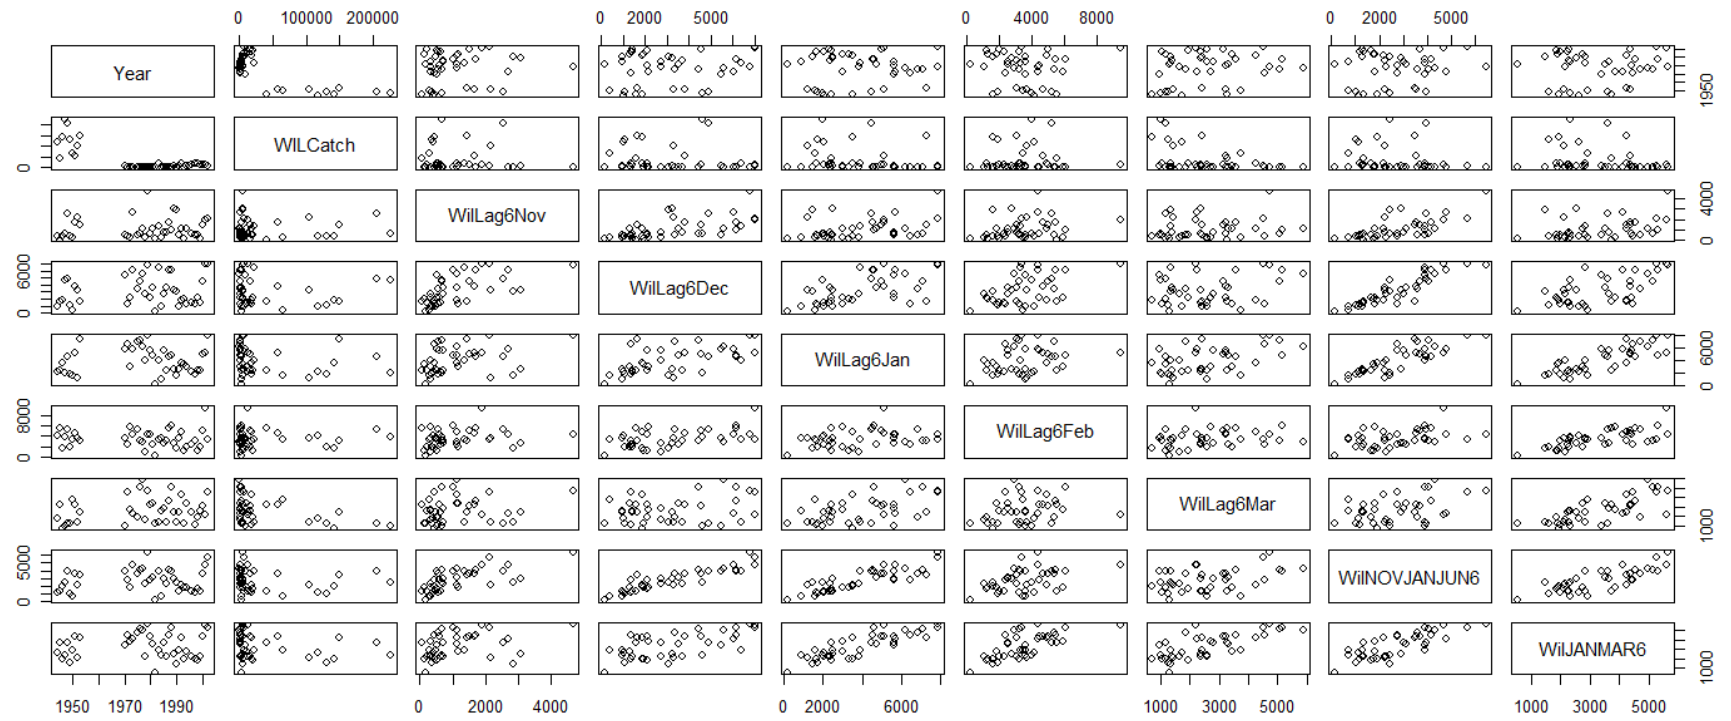 0 100000 200000 0 2000 5000 0 4000 8000 0 2000 5000
Year
1950
0
WILCatch
WilLag6Nov
0 4000
0 6000
WilLag6Dec
WilLag6Jan
0 6000
0 8000
WilLag6Feb
WilLag6Mar
1000
0 5000
WilNOVJANJUN6
WilJANMAR6
1000
1950 1970 1990 0 2000 4000 0 2000 6000 1000 3000 5000 1000 3000 5000